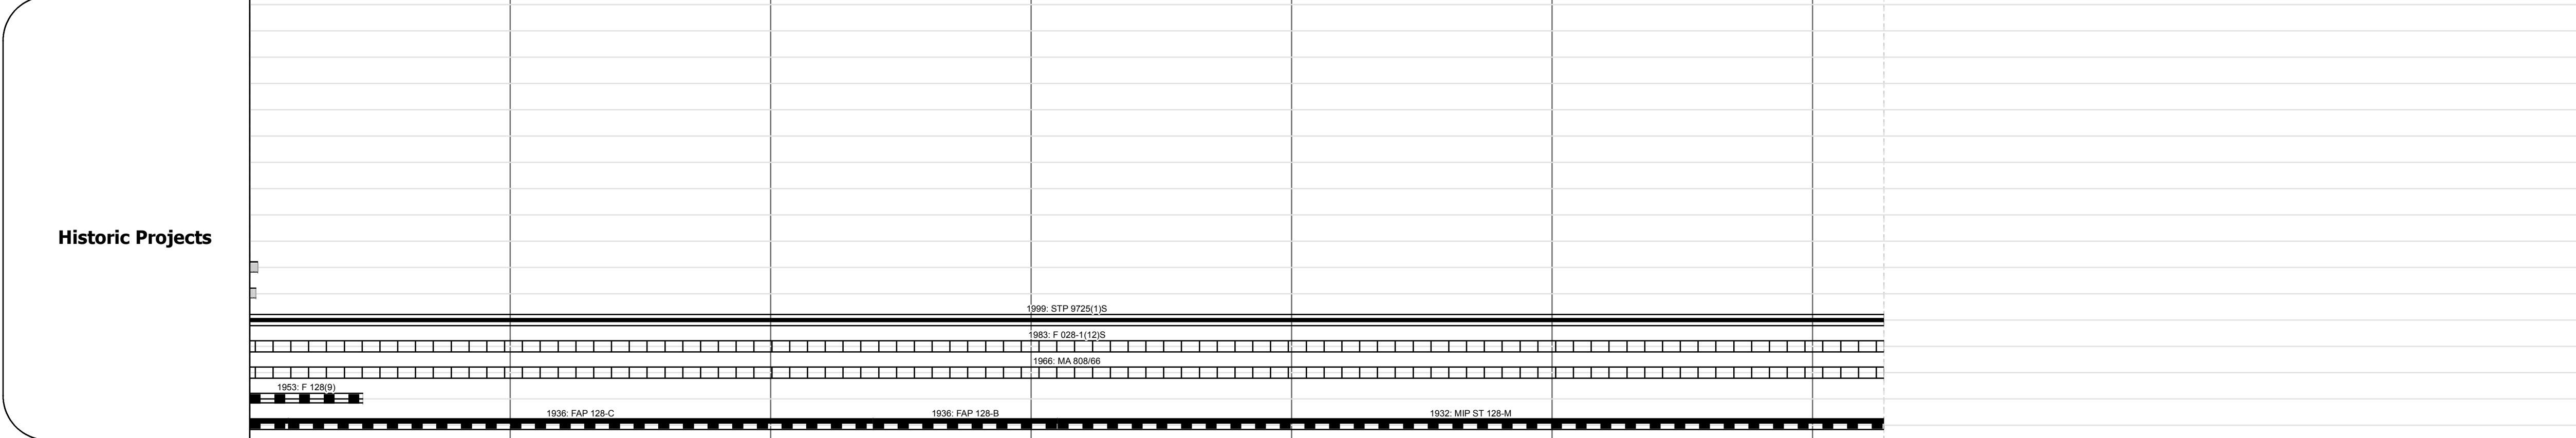 Historic Projects
1999: STP 9725(1)S
1983: F 028-1(12)S
1966: MA 808/66
1953: F 128(9)
1936: FAP 128-C
1936: FAP 128-B
1932: MIP ST 128-M